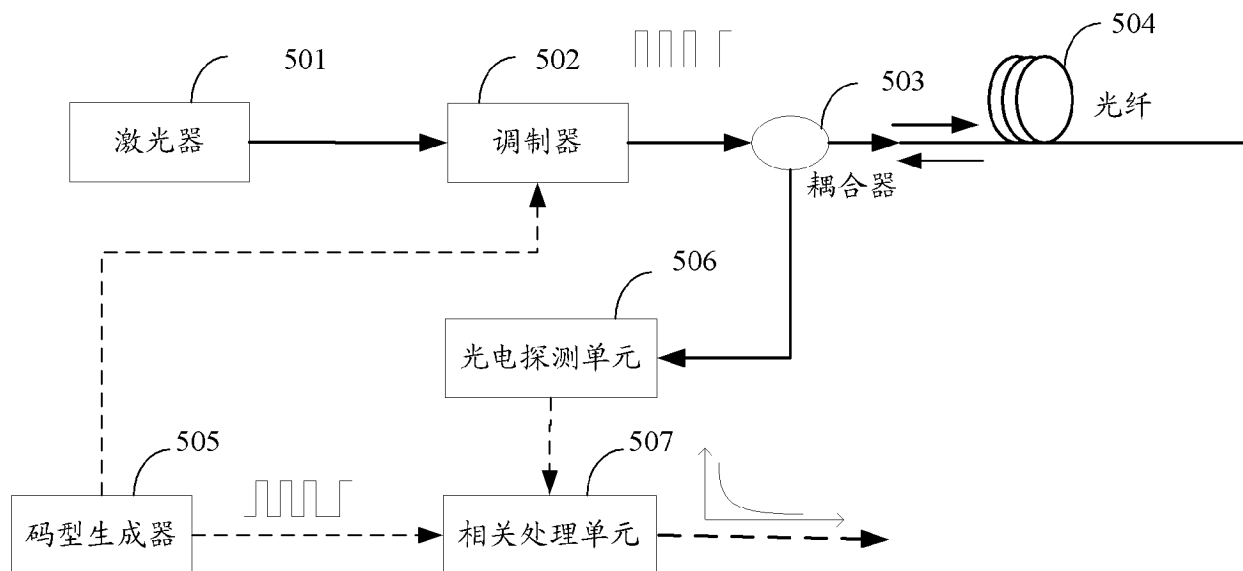 501
502
503
504
激光器
调制器
光纤
耦合器
506
光电探测单元
505
507
码型生成器
相关处理单元